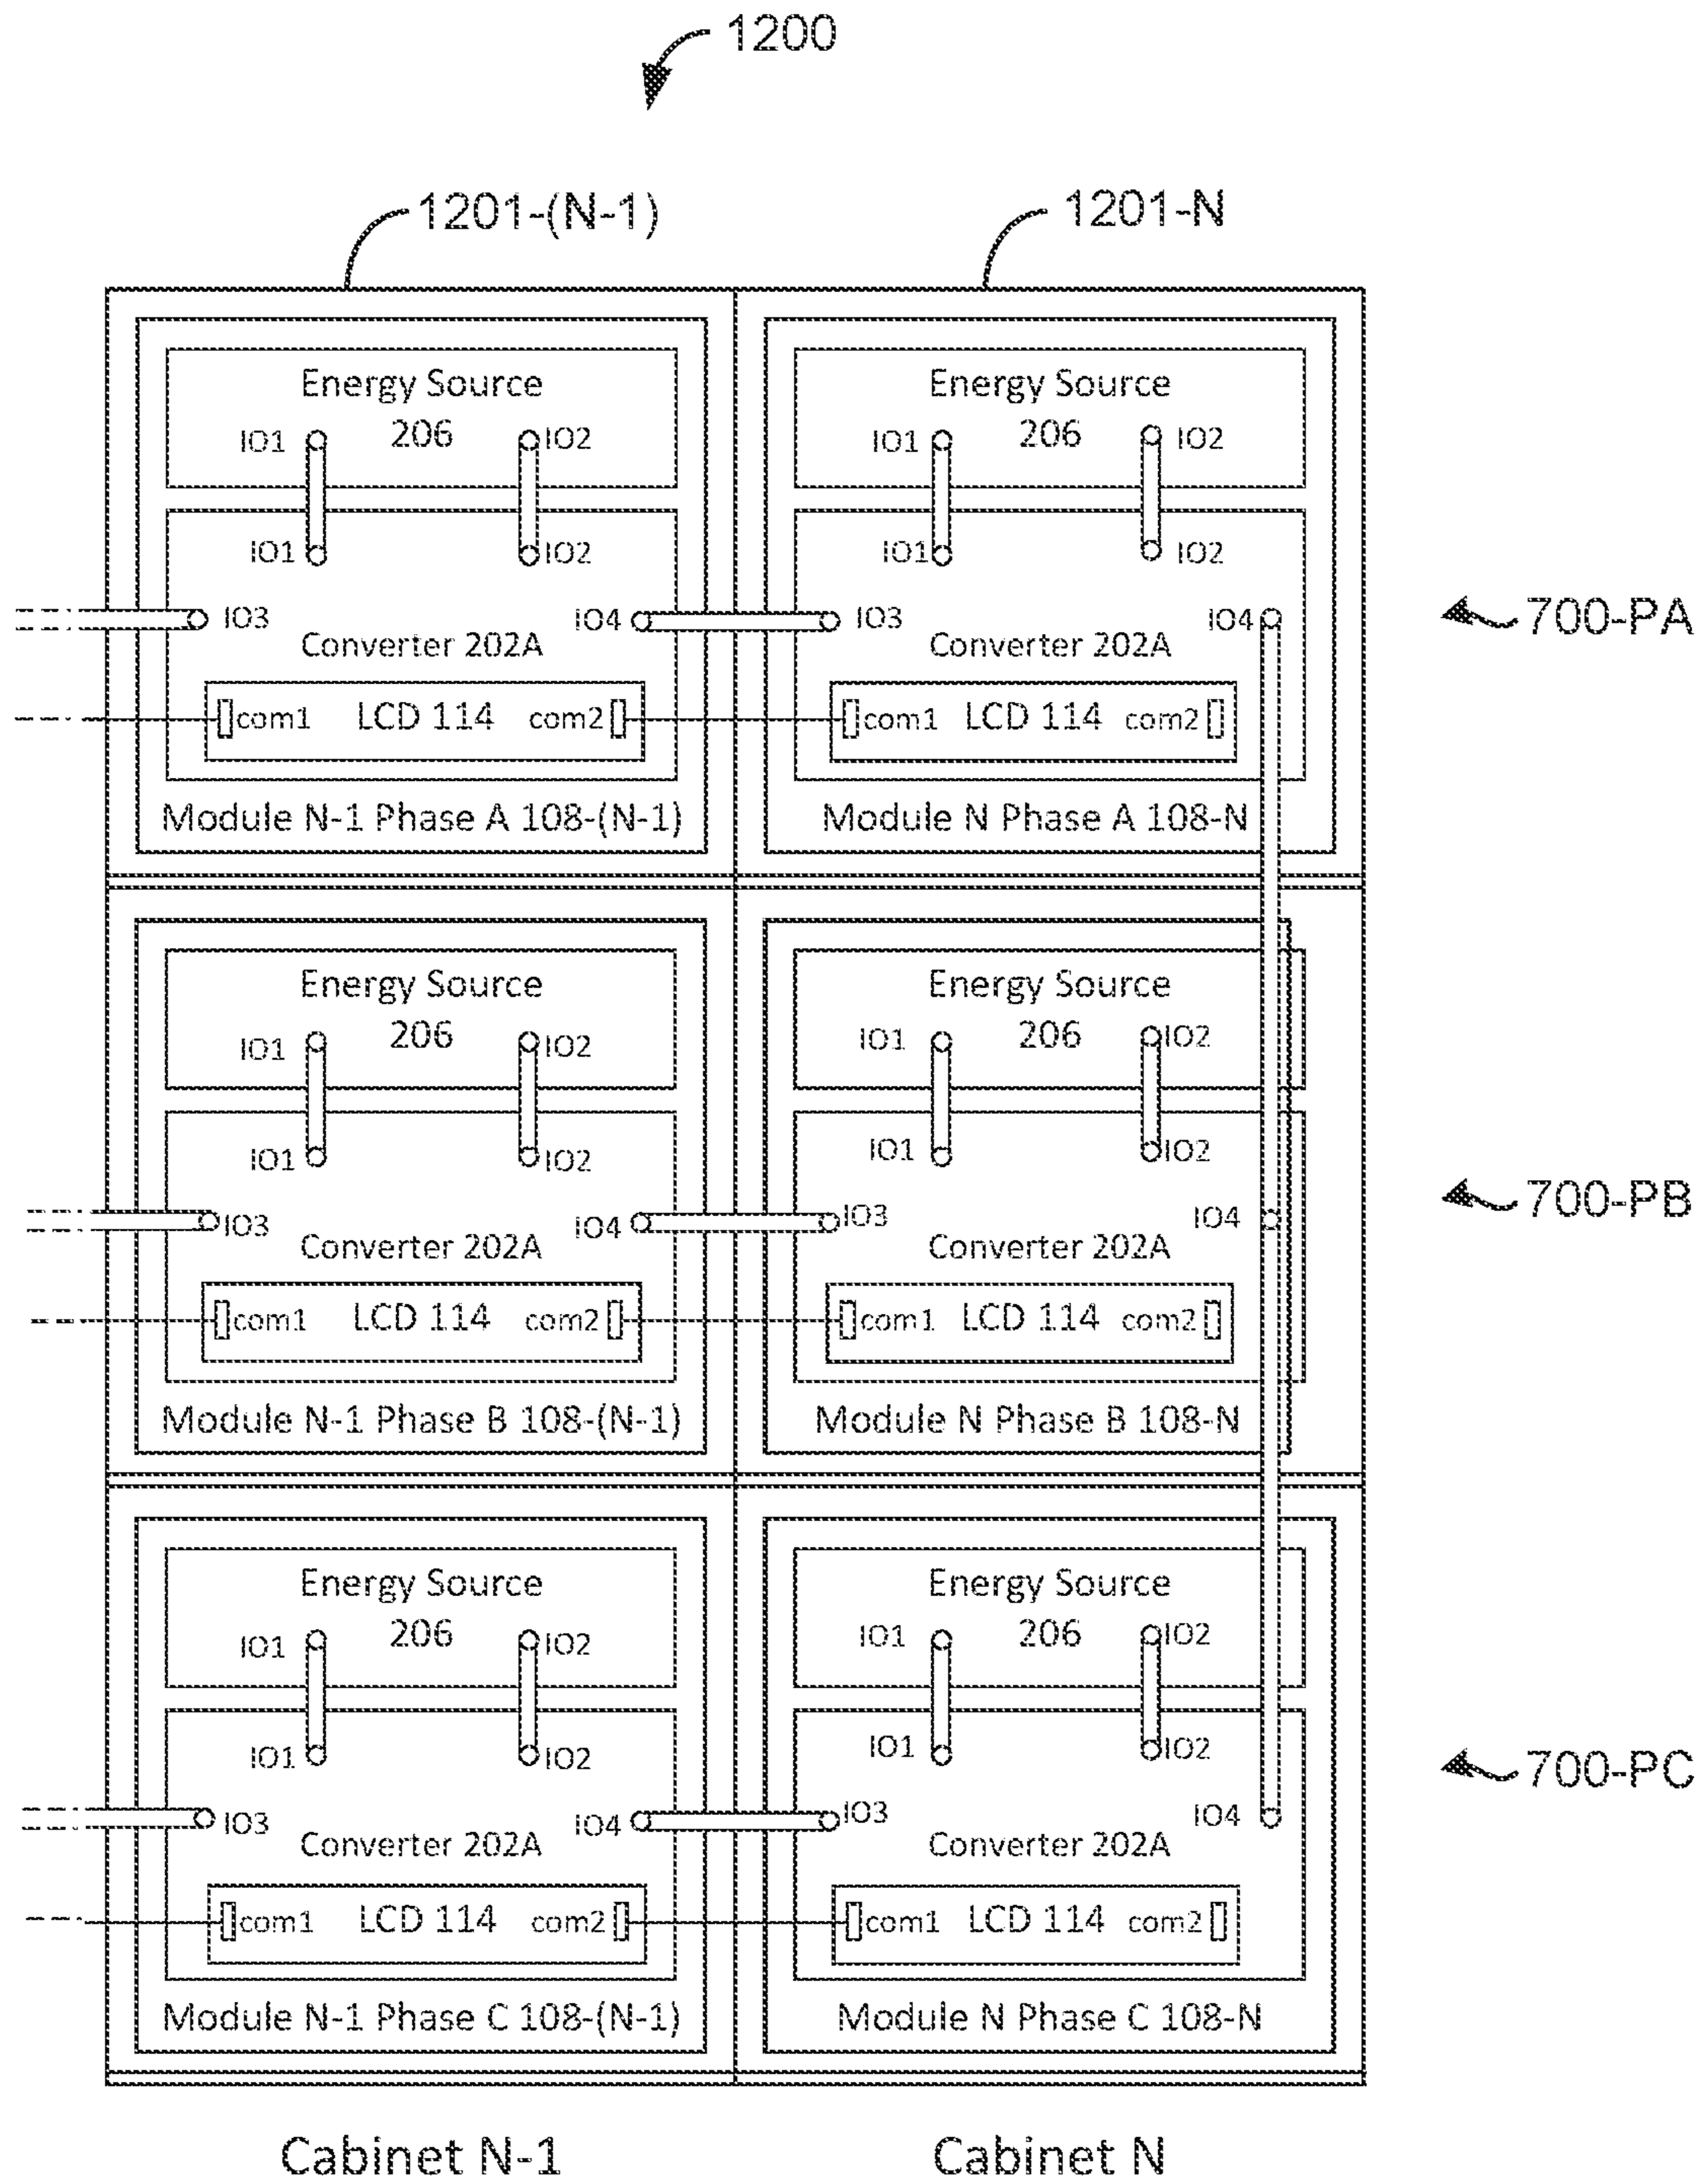 1200
1201-(N-1)
1201-N
Energy Source
206
IO1
IO2
IO1
IO2
IO3
IO4
Converter 202A
com1 LCD 114 com2
Module N-1 Phase A 108-(N-1)
Energy Source
206
IO1
IO2
IO1
IO2
IO3
IO4
Converter 202A
com1 LCD 114 com2
Module N Phase A 108-N
700-PA
Energy Source
206
IO1
IO2
IO1
IO2
IO3
IO4
Converter 202A
com1 LCD 114 com2
Module N-1 Phase B 108-(N-1)
Energy Source
206
IO1
IO2
IO1
IO2
IO3
IO4
Converter 202A
com1 LCD 114 com2
Module N Phase B 108-N
700-PB
Energy Source
206
IO1
IO2
IO1
IO2
IO3
IO4
Converter 202A
com1 LCD 114 com2
Module N-1 Phase C 108-(N-1)
Energy Source
206
IO1
IO2
IO1
IO2
IO3
IO4
Converter 202A
com1 LCD 114 com2
Module N Phase C 108-N
700-PC
Cabinet N-1
Cabinet N